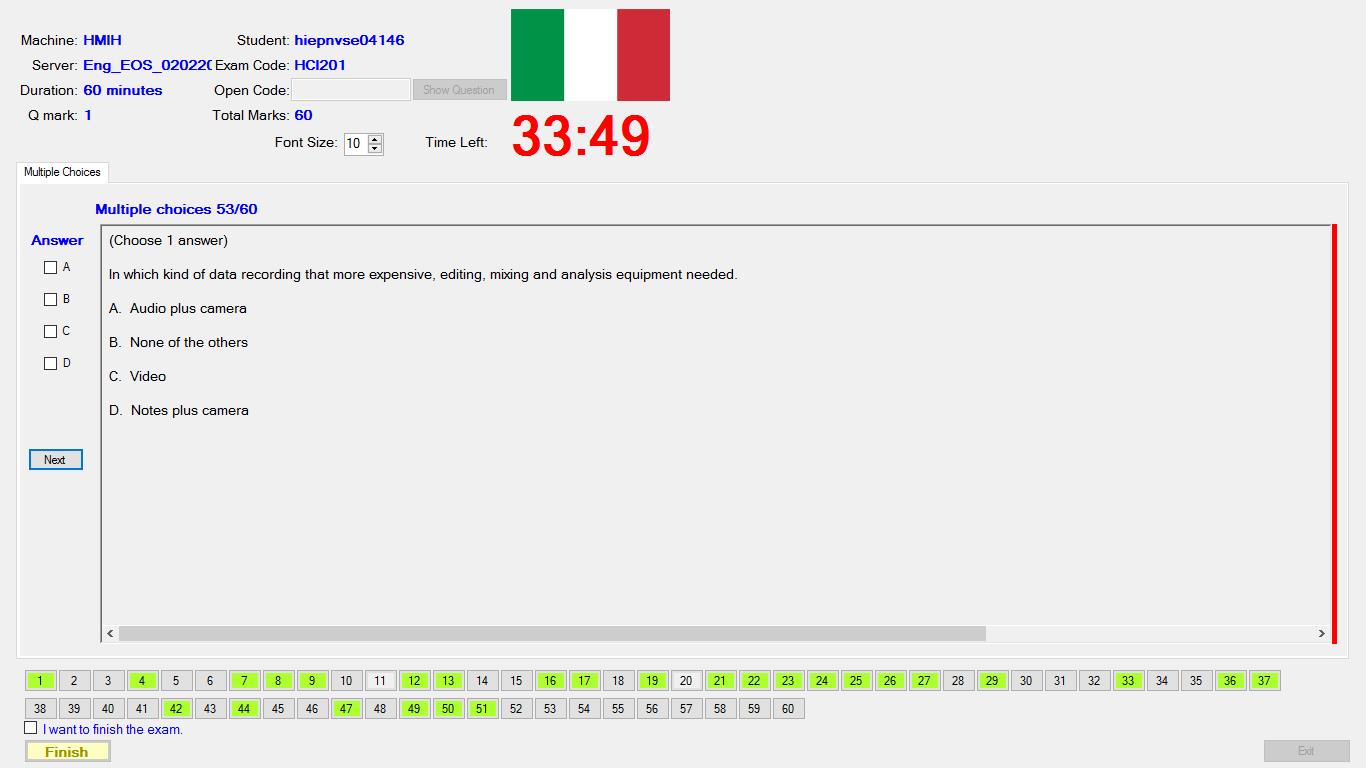 Machine: HMIH Student: hiepnvse04146
Server: Eng_EOS_020220 Exam Code: HCI201
Duration: 60 minutes Open Code: Show Question
Q mark: 1 Total Marks: 60
Font Size: 10 Time Left: 33:49
Multiple Choices
Multiple choices 53/60
Answer
(Choose 1 answer)
A
In which kind of data recording that more expensive, editing, mixing and analysis equipment needed.
B
A. Audio plus camera
C
B. None of the others
D
C. Video
D. Notes plus camera
Next
1 2 3 4 5 6 7 8 9 10 11 12 13 14 15 16 17 18 19 20 21 22 23 24 25 26 27 28 29 30 31 32 33 34 35 36 37
38 39 40 41 42 43 44 45 46 47 48 49 50 51 52 53 54 55 56 57 58 59 60
I want to finish the exam.
Finish Exit